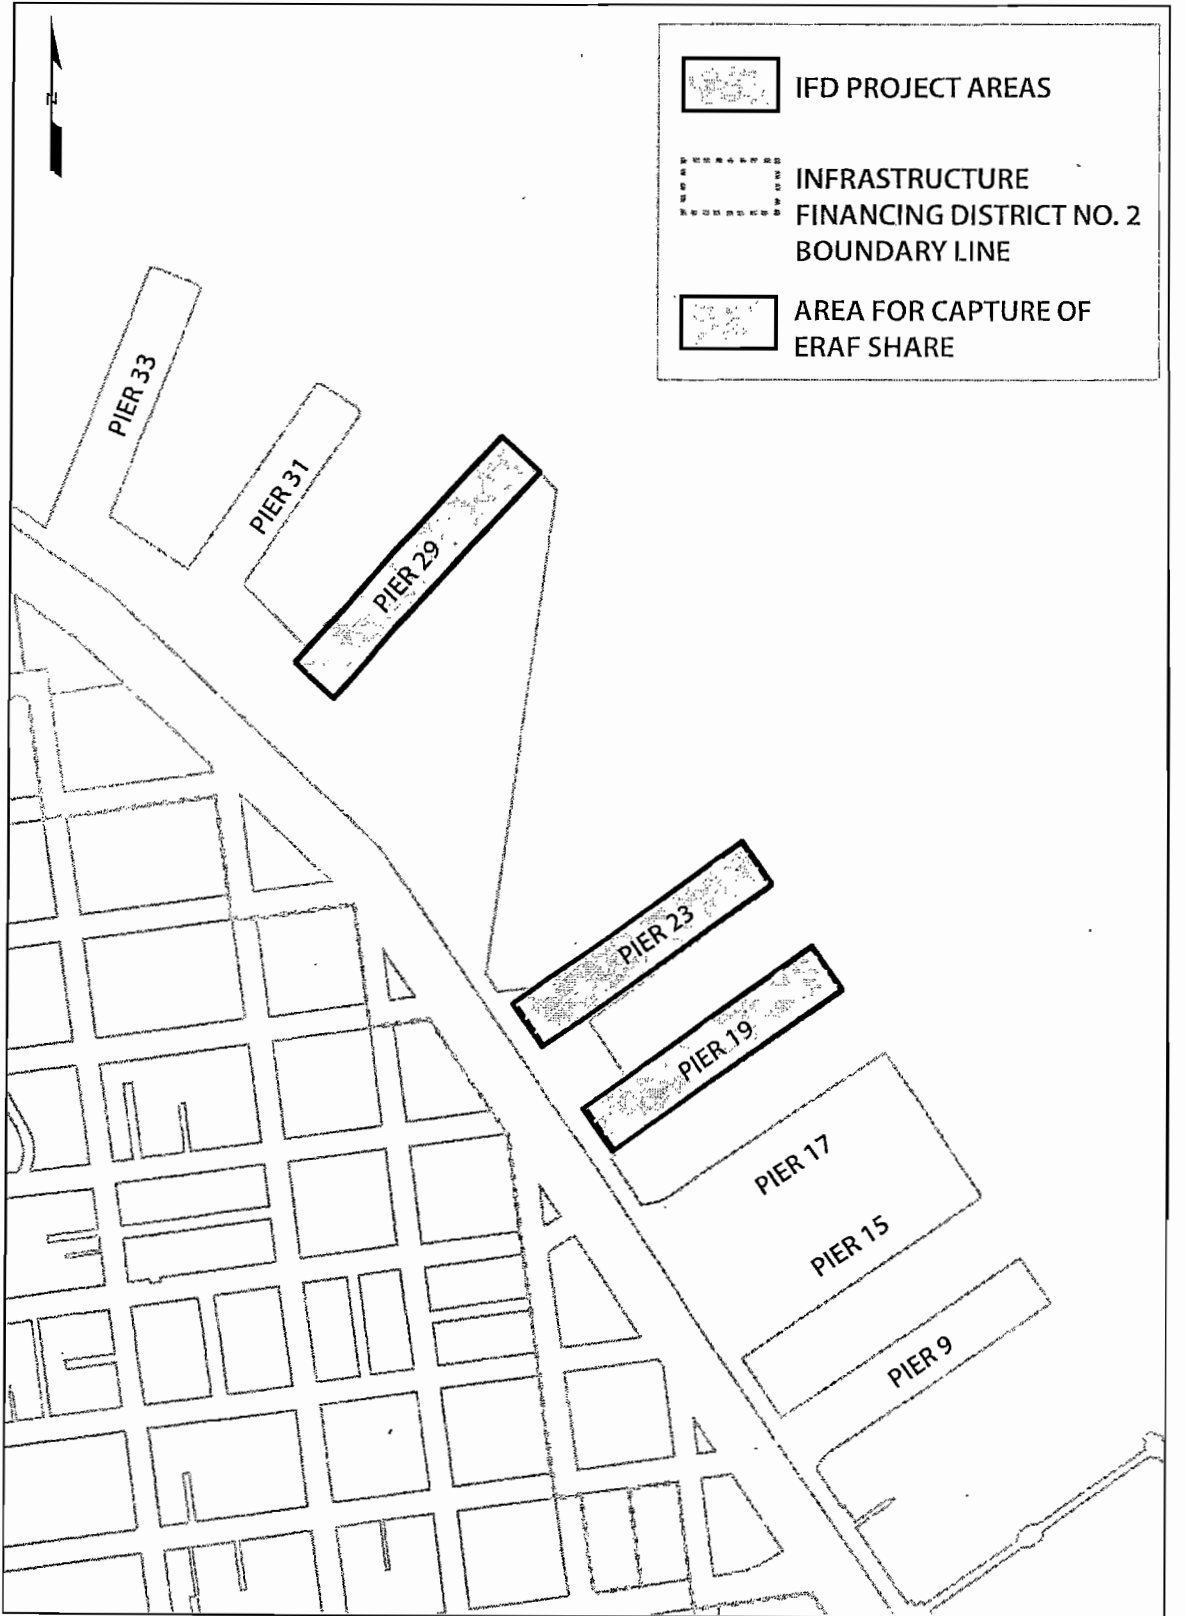 N
IFD PROJECT AREAS
INFRASTRUCTURE
FINANCING DISTRICT NO. 2
BOUNDARY LINE
AREA FOR CAPTURE OF
ERAF SHARE
PIER 33
PIER 31
PIER 29
PIER 23
PIER 19
PIER 17
PIER 15
PIER 9